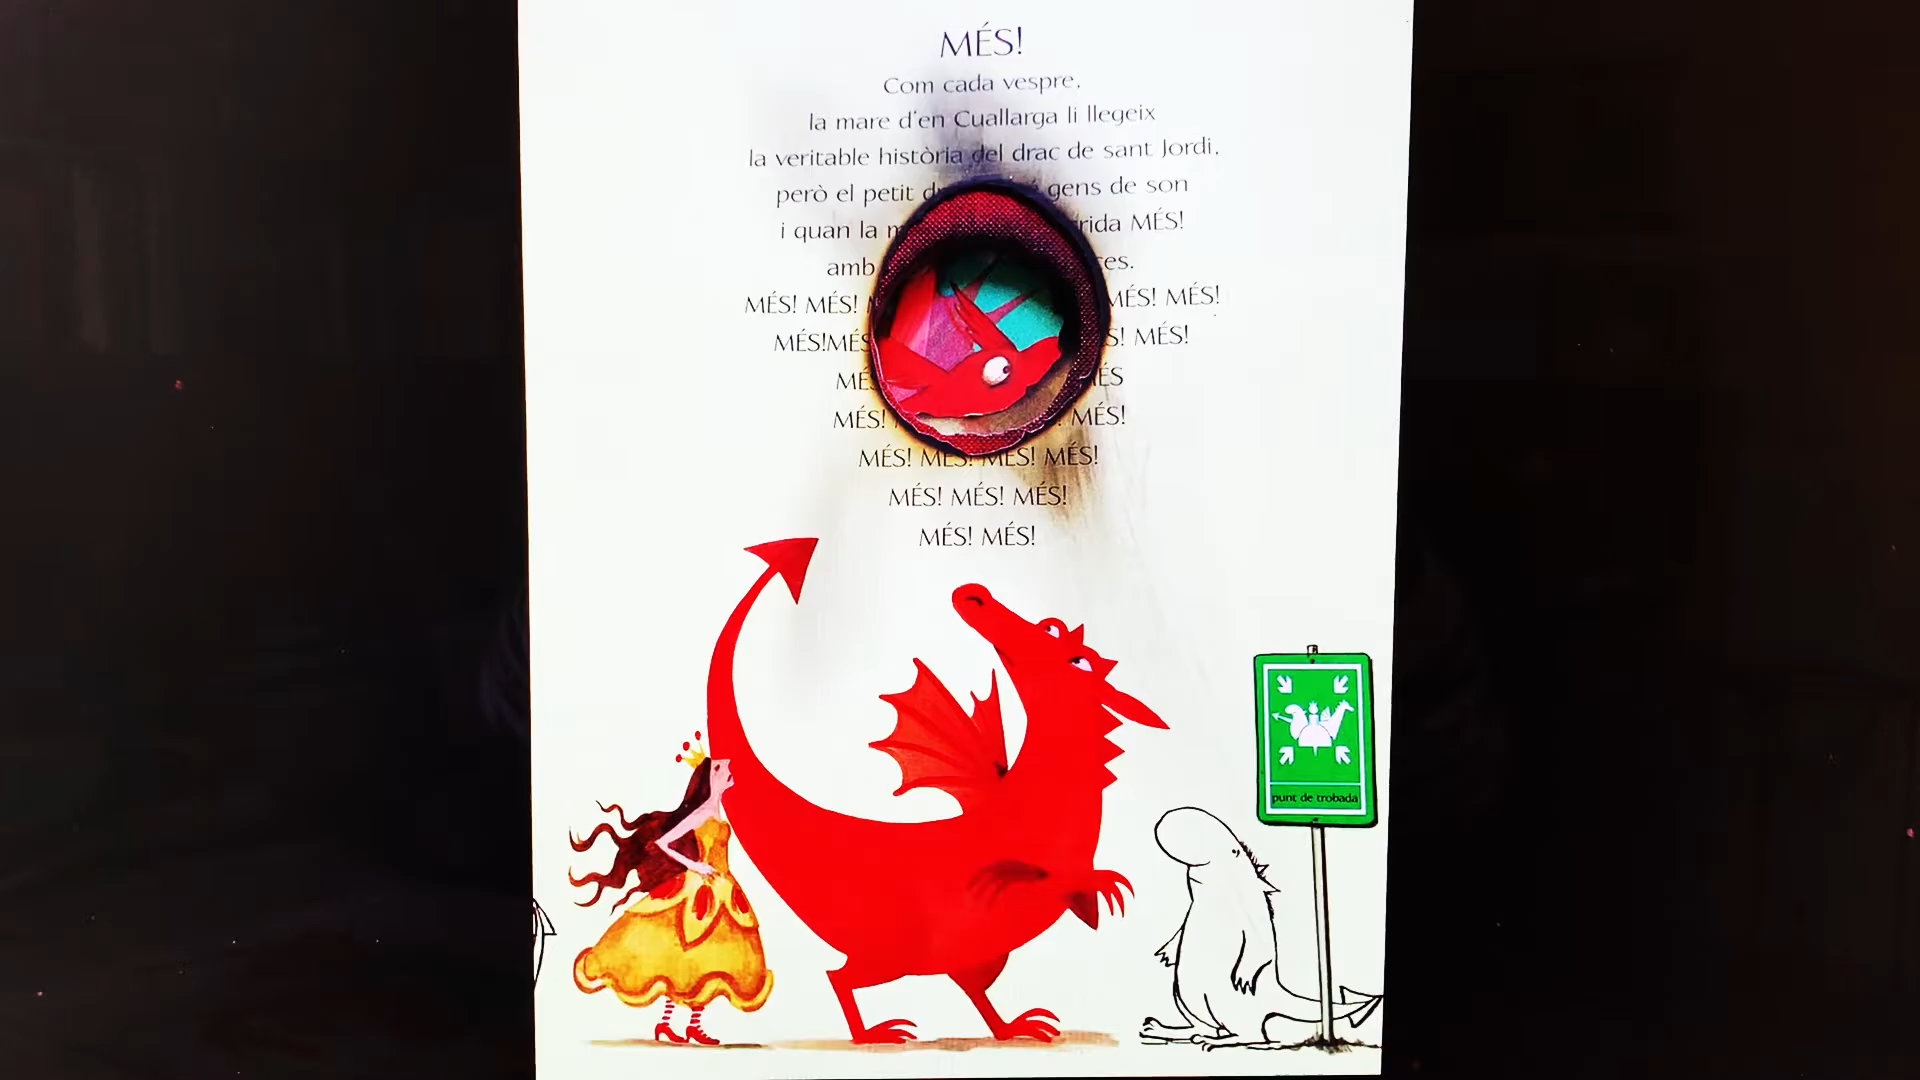 MÉS!
Com cada vespre,
la mare d'en Cuallarga li llegeix
la veritable història del drac de sant Jordi,
però el petit gens de son
i quan la MÉS!
amb
MÉS! MÉS! MÉS! MÉS!
MÉS! MÉS!
MÉS! MÉS!
MÉS! MÉS! MÉS! MÉS!
MÉS! MÉS! MÉS!
MÉS! MÉS!
punt de trobada